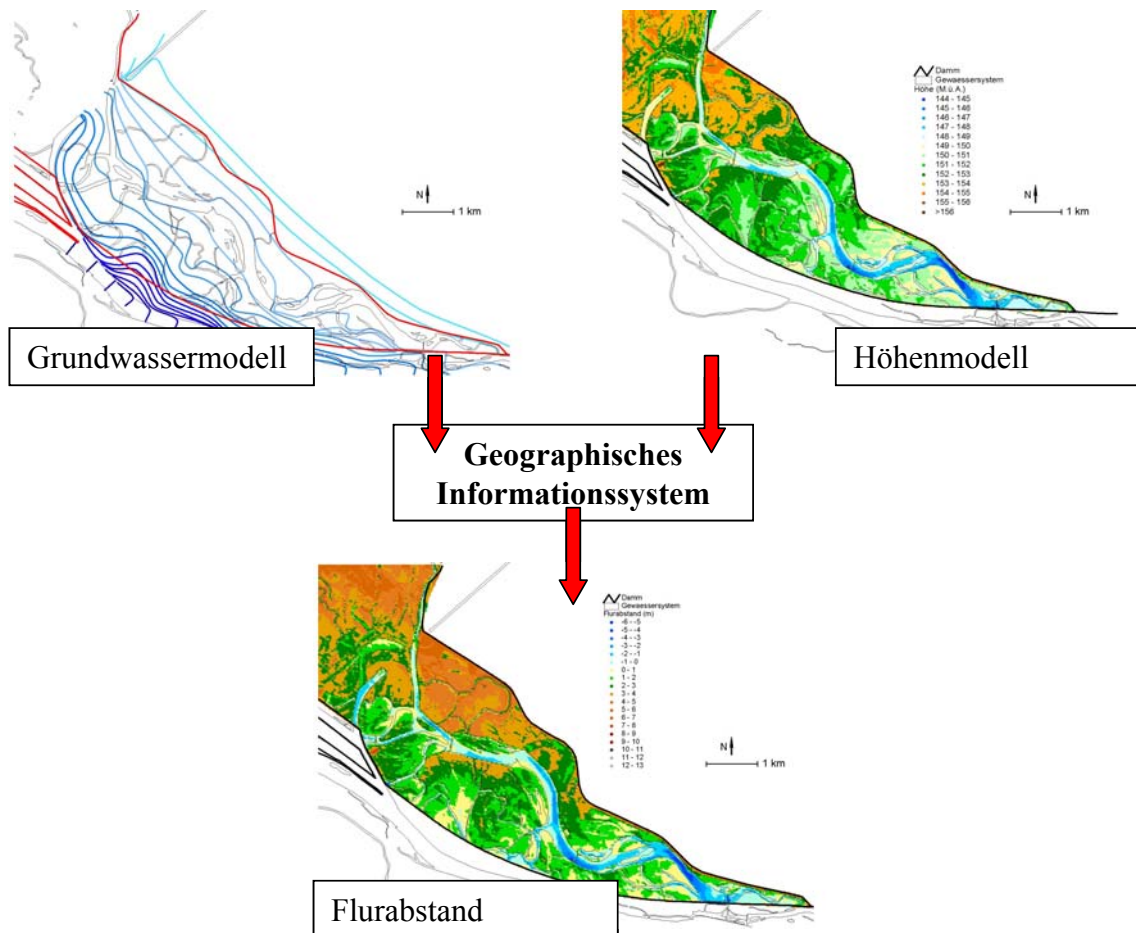 N
1 km
Grundwassermodell
Damm
Gewaessersystem
Höhe (M.ü.A.)
144 - 145
145 - 146
146 - 147
147 - 148
148 - 149
149 - 150
150 - 151
151 - 152
152 - 153
153 - 154
154 - 155
155 - 156
>156
N
1 km
Höhenmodell
Geographisches
Informationssystem
Damm
Gewaessersystem
Flurabstand (m)
-6 - -5
-5 - -4
-4 - -3
-3 - -2
-2 - -1
-1 - 0
0 - 1
1 - 2
2 - 3
3 - 4
4 - 5
5 - 6
6 - 7
7 - 8
8 - 9
9 - 10
10 - 11
11 - 12
12 - 13
N
1 km
Flurabstand